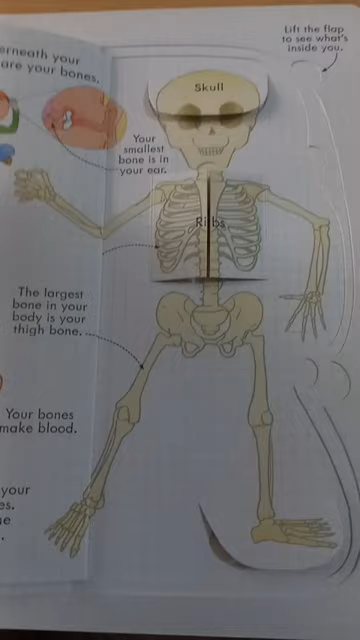 erneath your
are your bones.
Lift the flap
to see what's
inside you.
Skull
Your
smallest
bone is in
your ear.
Ribs
The largest
bone in your
body is your
thigh bone.
Your bones
make blood.
your
es.
e
.